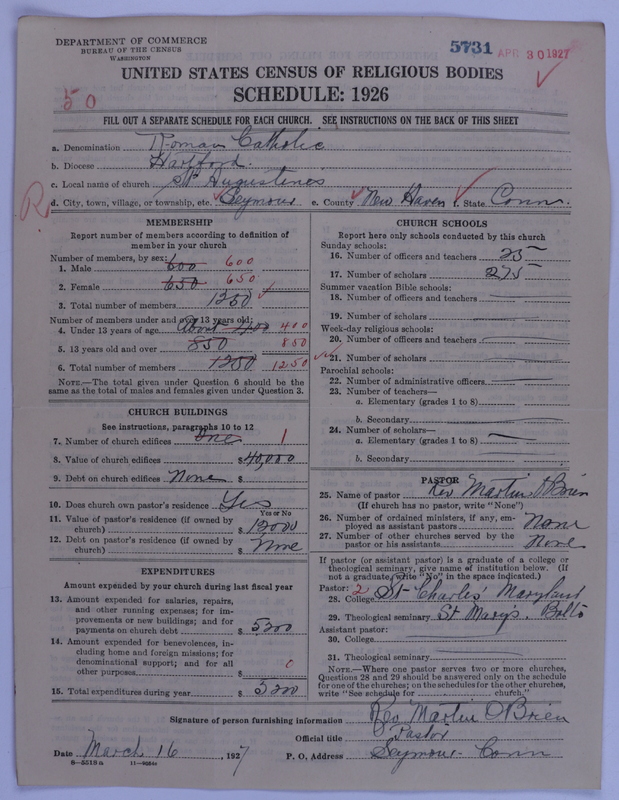 DEPARTMENT OF COMMERCE
BUREAU OF THE CENSUS
WASHINGTON
5731 APR 30 1927
UNITED STATES CENSUS OF RELIGIOUS BODIES
50
SCHEDULE: 1926
FILL OUT A SEPARATE SCHEDULE FOR EACH CHURCH. SEE INSTRUCTIONS ON THE BACK OF THIS SHEET
a. Denomination Roman Catholic
b. Diocese Hartford.
c. Local name of church St Augustines
R
d. City, town, village, or township, etc. Seymour e. County New Haven f. State Conn.
MEMBERSHIP
Report number of members according to definition of
member in your church
Number of members, by sex:
1. Male 600 600
2. Female 650 650
3. Total number of members 1250
Number of members under and over 13 years old:
4. Under 13 years of age About 400 400
5. 13 years old and over 850 850
6. Total number of members 1250 1250
NOTE.—The total given under Question 6 should be
same as the total of males and females given under Question 3.
CHURCH BUILDINGS
See instructions, paragraphs 10 to 12
7. Number of church edifices One 1
8. Value of church edifices $40,000
9. Debt on church edifices None $
10. Does church own pastor's residence Yes
Yes or No
11. Value of pastor's residence (if owned by
church) $12000
12. Debt on pastor's residence (if owned by
church) $ None
EXPENDITURES
Amount expended by your church during last fiscal year
13. Amount expended for salaries, repairs,
and other running expenses; for im-
provements or new buildings; and for
payments on church debt $ 5,200
14. Amount expended for benevolences, in-
cluding home and foreign missions; for
denominational support; and for all
other purposes $ 0
15. Total expenditures during year $ 5200
CHURCH SCHOOLS
Report here only schools conducted by this church
Sunday schools:
16. Number of officers and teachers 25
17. Number of scholars 275
Summer vacation Bible schools:
18. Number of officers and teachers
19. Number of scholars
Week-day religious schools:
20. Number of officers and teachers
21. Number of scholars
Parochial schools:
22. Number of administrative officers
23. Number of teachers—
a. Elementary (grades 1 to 8)
b. Secondary
24. Number of scholars—
a. Elementary (grades 1 to 8)
b. Secondary
PASTOR
25. Name of pastor Rev Martin O'Brien
(If church has no pastor, write "None")
26. Number of ordained ministers, if any, em-
ployed as assistant pastors None
27. Number of other churches served by the
pastor or his assistants None
If pastor (or assistant pastor) is a graduate of a college or
theological seminary, give name of institution below. (If
not a graduate, write "No" in the space indicated.)
Pastor: 2
28. College St Charles Maryland
29. Theological seminary St Mary's. Balto
Assistant pastor:
30. College
31. Theological seminary
NOTE.—Where one pastor serves two or more churches,
Questions 28 and 29 should be answered only on the schedule
for one of the churches; on the schedules for the other churches,
write "See schedule for church."
Signature of person furnishing information Rev Martin O'Brien
Official title Pastor
Date March 16, 1927 P. O. Address Seymour Conn
8—5518a